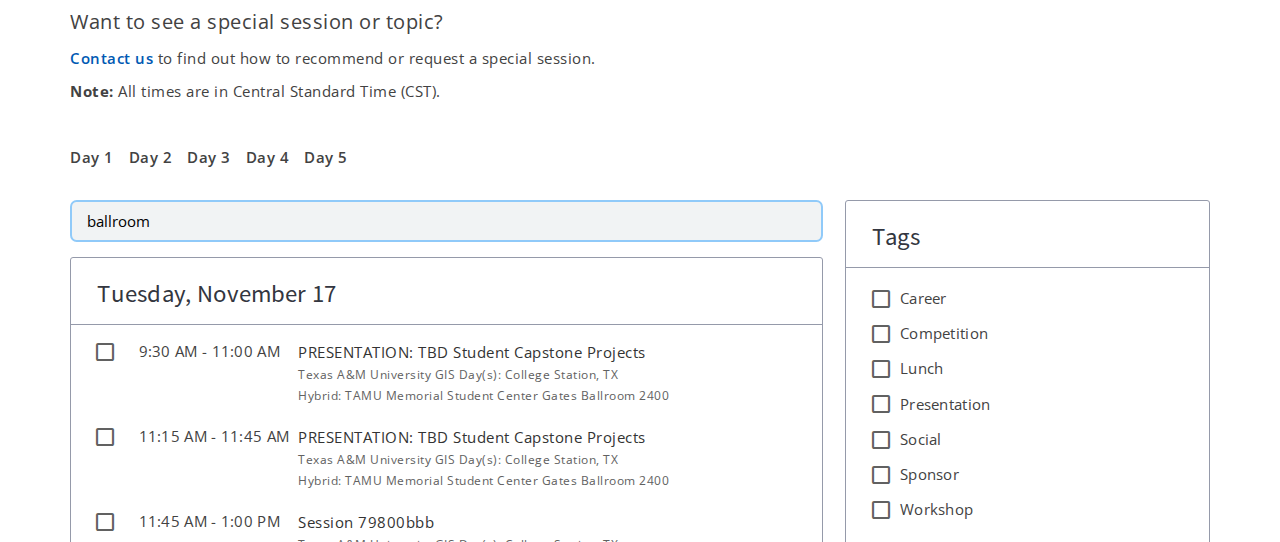 Want to see a special session or topic?
Contact us to find out how to recommend or request a special session.
Note: All times are in Central Standard Time (CST).
Day 1 Day 2 Day 3 Day 4 Day 5
ballroom
Tuesday, November 17
9:30 AM - 11:00 AM PRESENTATION: TBD Student Capstone Projects
Texas A&M University GIS Day(s): College Station, TX
Hybrid: TAMU Memorial Student Center Gates Ballroom 2400
11:15 AM - 11:45 AM PRESENTATION: TBD Student Capstone Projects
Texas A&M University GIS Day(s): College Station, TX
Hybrid: TAMU Memorial Student Center Gates Ballroom 2400
11:45 AM - 1:00 PM Session 79800bbb
Tags
Career
Competition
Lunch
Presentation
Social
Sponsor
Workshop